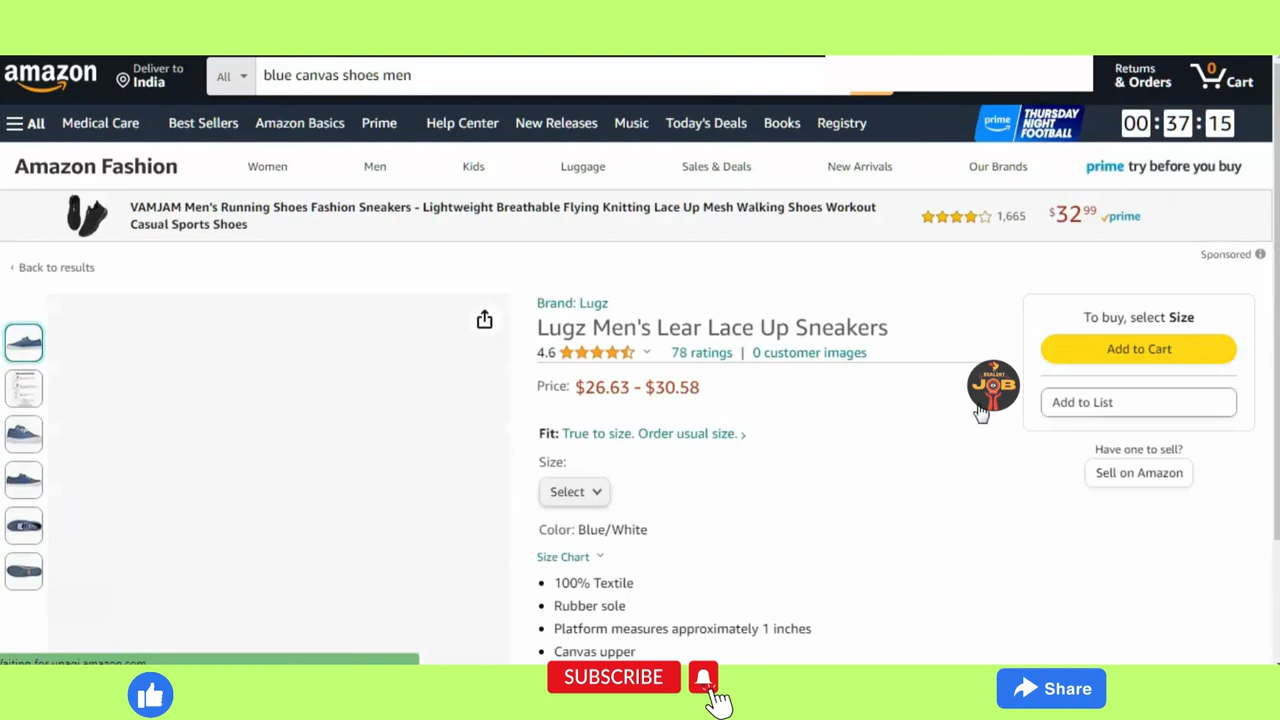 amazon
Deliver to
India
All
blue canvas shoes men
Returns
& Orders
0
Cart
All
Medical Care
Best Sellers
Amazon Basics
Prime
Help Center
New Releases
Music
Today's Deals
Books
Registry
prime
THURSDAY
NIGHT
FOOTBALL
00:37:15
Amazon Fashion
Women
Men
Kids
Luggage
Sales & Deals
New Arrivals
Our Brands
prime try before you buy
VAMJAM Men's Running Shoes Fashion Sneakers - Lightweight Breathable Flying Knitting Lace Up Mesh Walking Shoes Workout
Casual Sports Shoes
1,665
$32 99
prime
Sponsored
‹ Back to results
Brand: Lugz
Lugz Men's Lear Lace Up Sneakers
4.6
78 ratings | 0 customer images
Price: $26.63 - $30.58
JOB
Fit: True to size. Order usual size. ›
Size:
Select
Color: Blue/White
Size Chart
• 100% Textile
• Rubber sole
• Platform measures approximately 1 inches
• Canvas upper
To buy, select Size
Add to Cart
Add to List
Have one to sell?
Sell on Amazon
SUBSCRIBE
Share